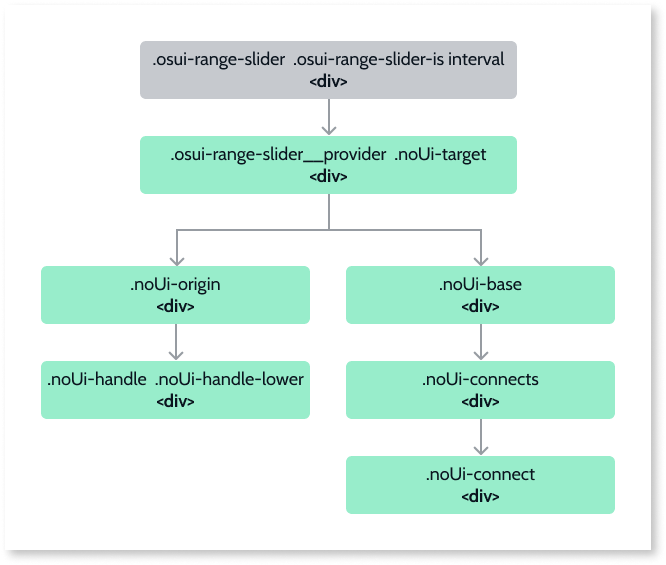 .osui-range-slider .osui-range-slider-is interval
<div>
.osui-range-slider__provider .noUi-target
<div>
.noUi-origin
<div>
.noUi-base
<div>
.noUi-handle .noUi-handle-lower
<div>
.noUi-connects
<div>
.noUi-connect
<div>